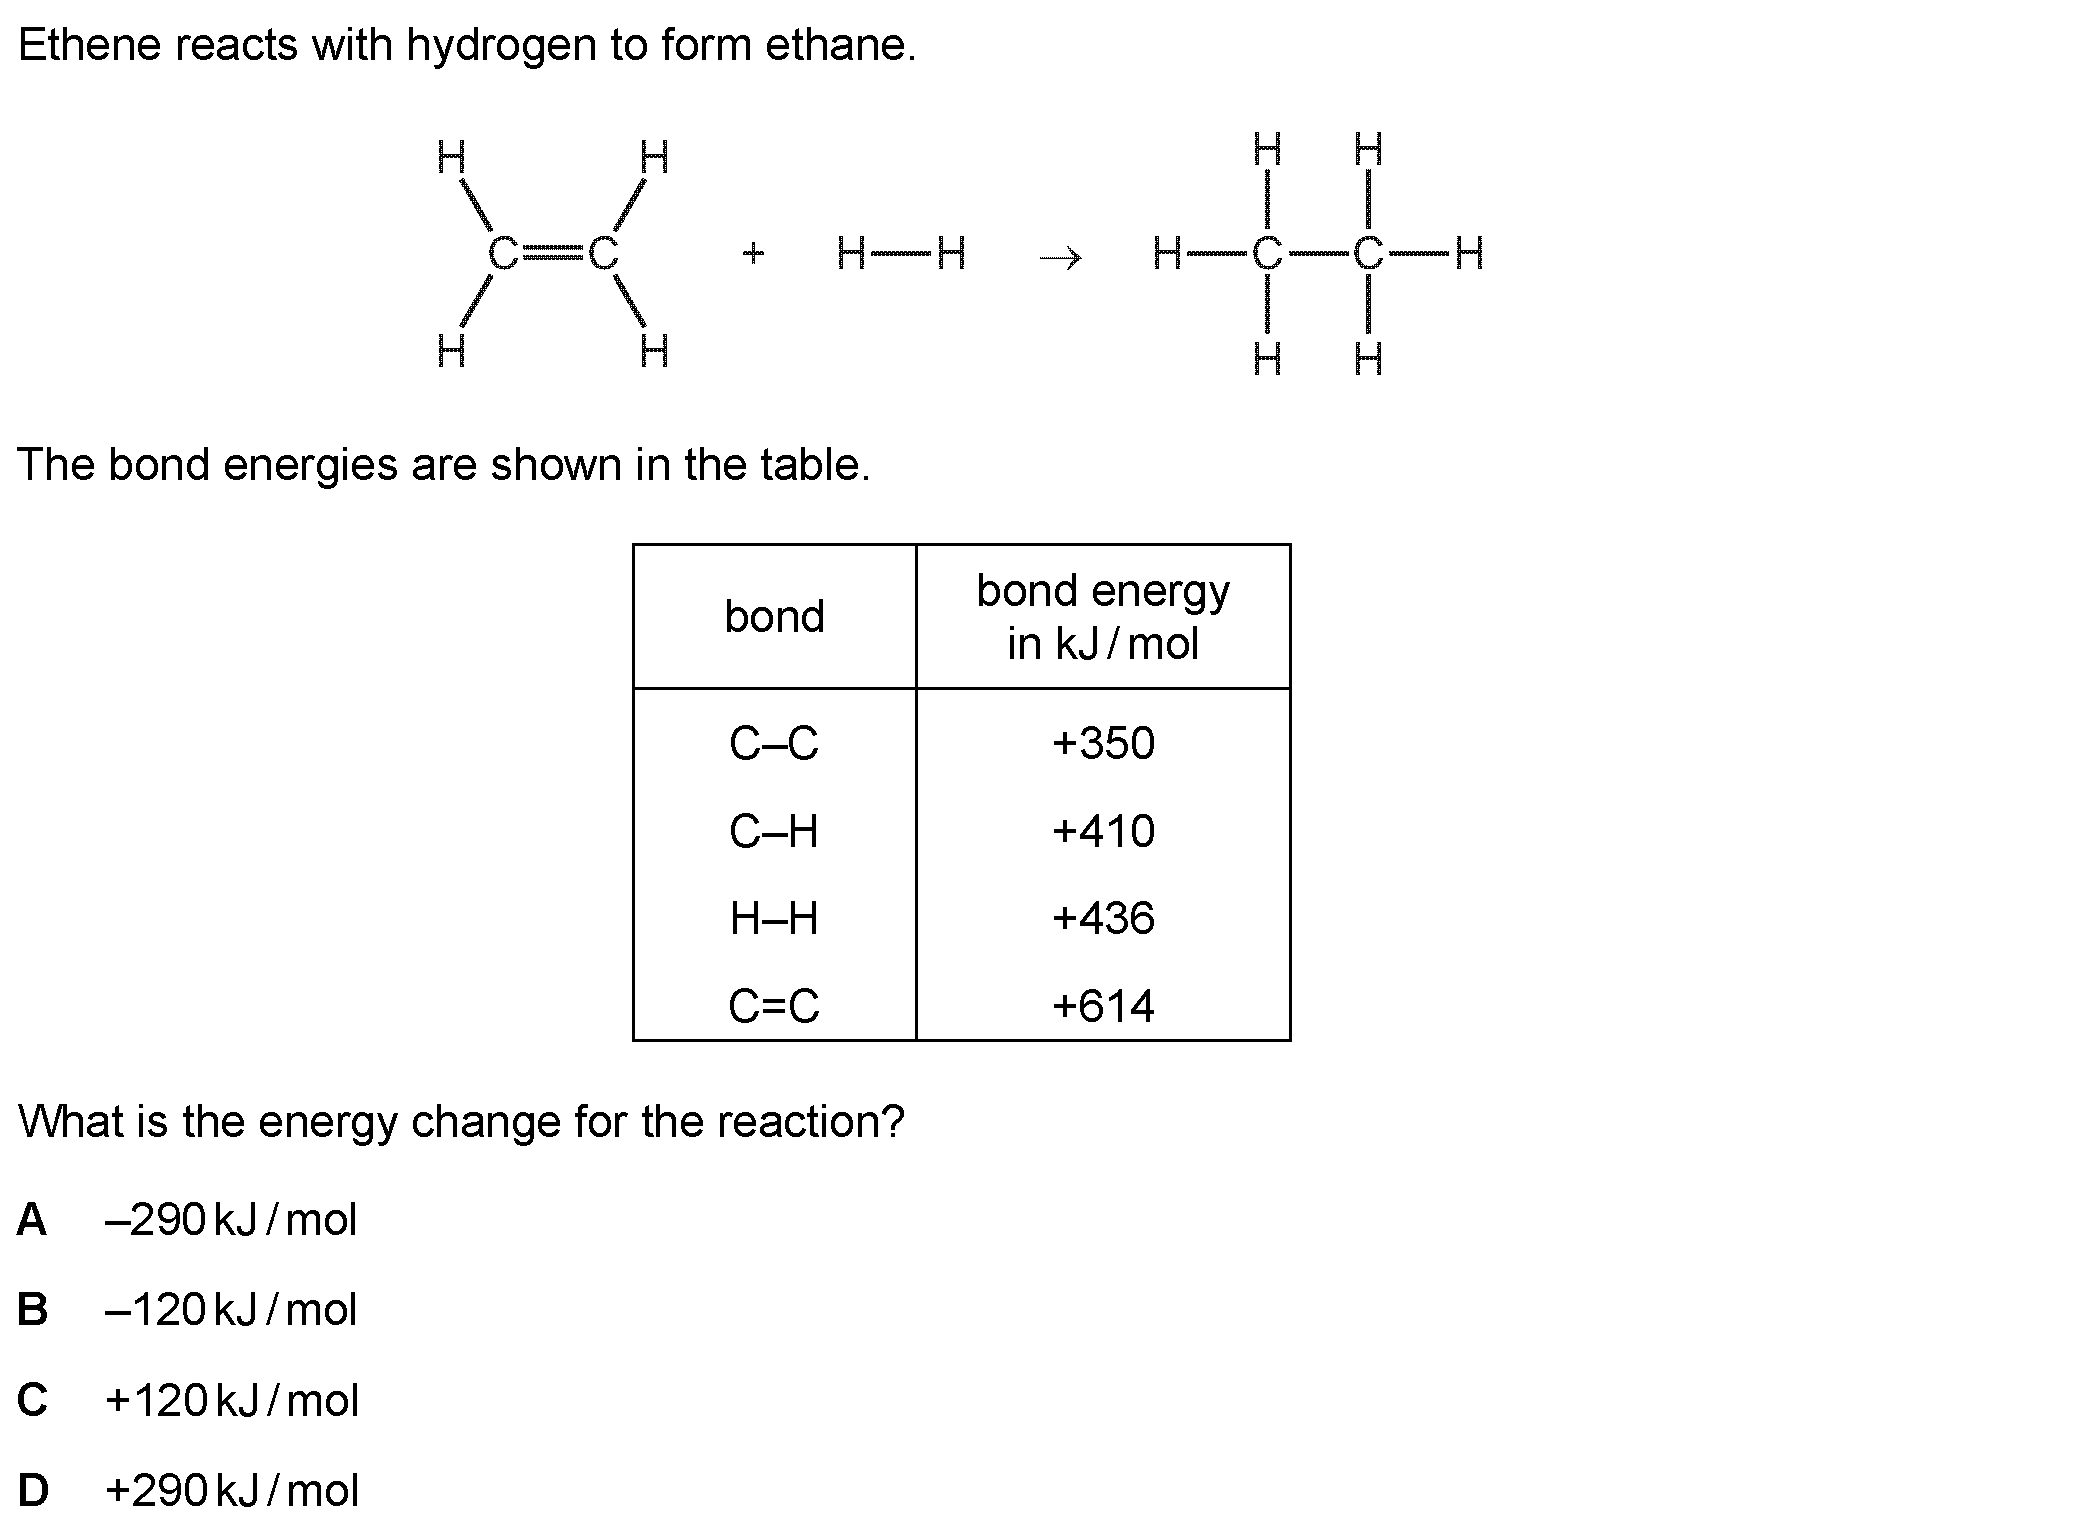 Ethene reacts with hydrogen to form ethane.
H H H H
C C + H—H → H—C—C—H
H H H H
The bond energies are shown in the table.
bond bond energy
in kJ / mol
C–C +350
C–H +410
H–H +436
C=C +614
What is the energy change for the reaction?
A –290 kJ / mol
B –120 kJ / mol
C +120 kJ / mol
D +290 kJ / mol